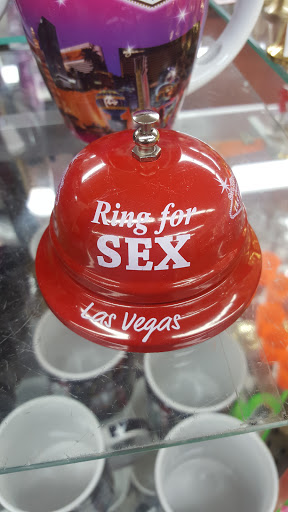 Ring for
SEX
Las Vegas